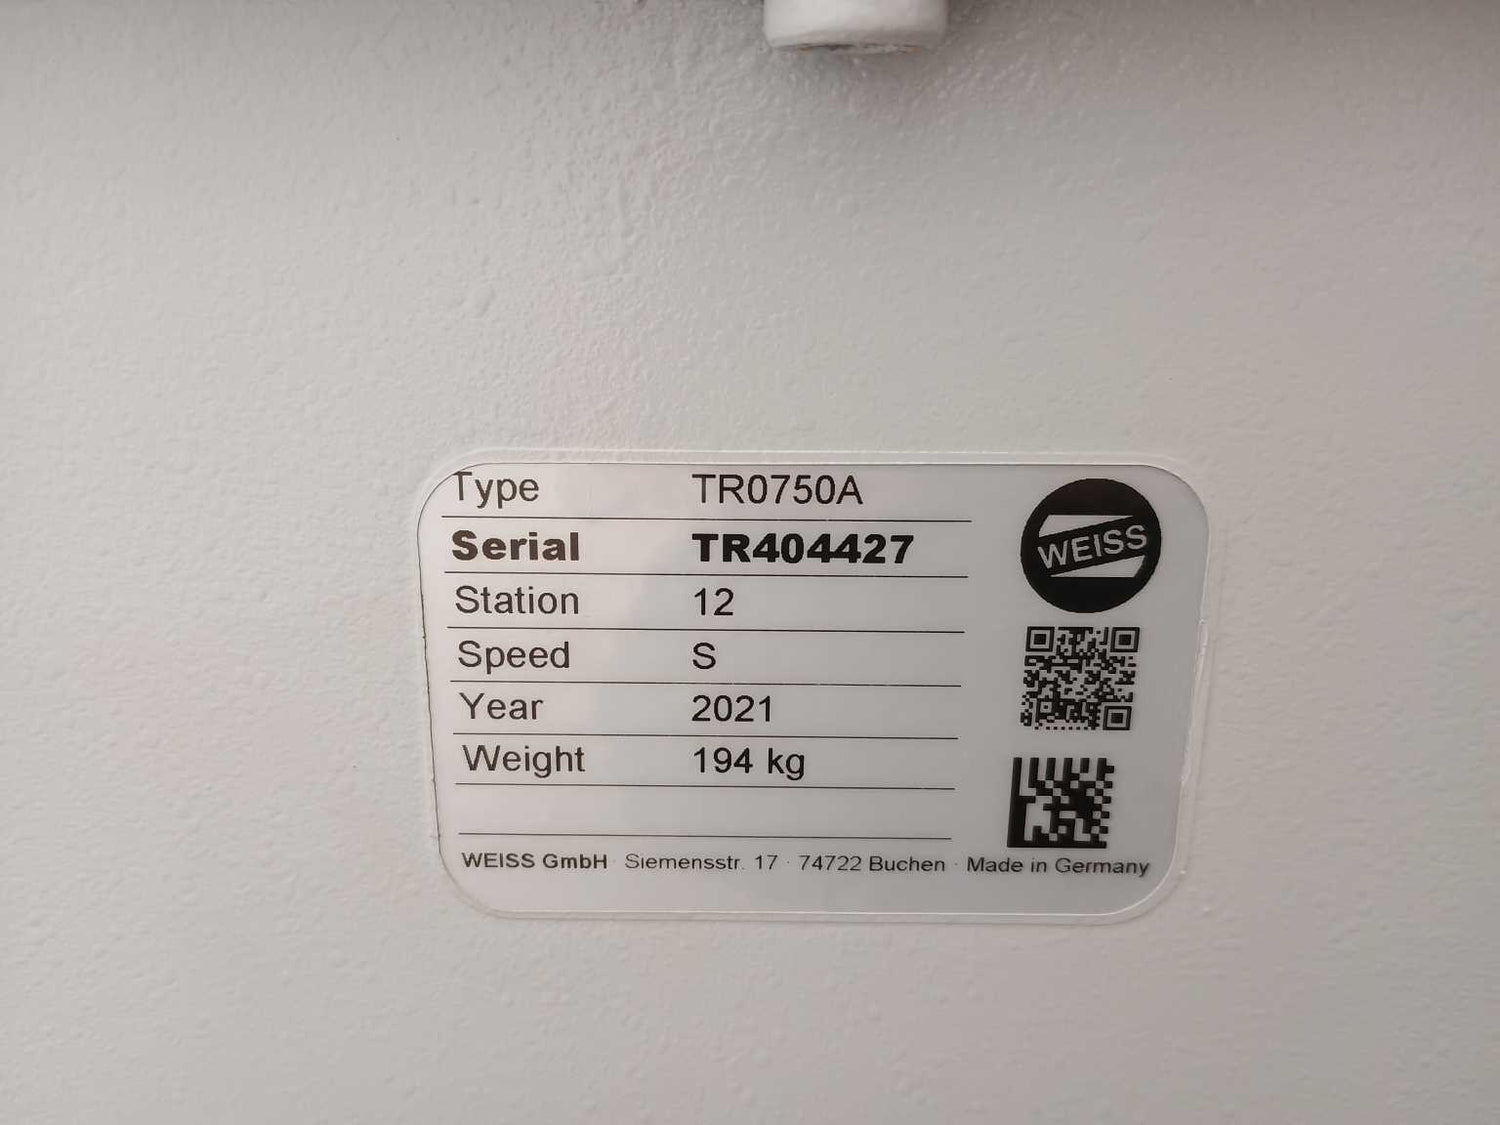 Type TR0750A
Serial TR404427
Station 12
Speed S
Year 2021
Weight 194 kg
WEISS
WEISS GmbH · Siemensstr. 17 · 74722 Buchen · Made in Germany